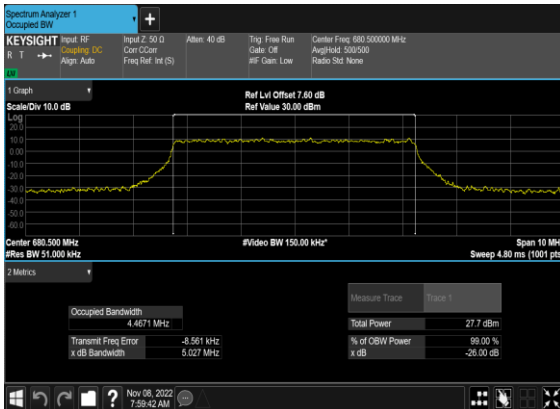 Spectrum Analyzer 1
Occupied BW
+
KEYSIGHT
R T
LXI
Input: RF
Coupling: DC
Align: Auto
Input Z: 50 Ω
Corr CCorr
Freq Ref: Int (S)
Atten: 40 dB
Trig: Free Run
Gate: Off
#IF Gain: Low
Center Freq: 680.500000 MHz
Avg|Hold: 500/500
Radio Std: None
1 Graph
Scale/Div 10.0 dB
Ref Lvl Offset 7.60 dB
Ref Value 30.00 dBm
Log
20.0
10.0
0.00
-10.0
-20.0
-30.0
-40.0
-50.0
-60.0
Center 680.500 MHz
#Res BW 51.000 kHz
#Video BW 150.00 kHz*
Span 10 MH
Sweep 4.80 ms (1001 pts
2 Metrics
Measure Trace
Trace 1
Occupied Bandwidth
4.4671 MHz
Total Power
27.7 dBm
Transmit Freq Error
-8.561 kHz
% of OBW Power
99.00 %
x dB Bandwidth
5.027 MHz
x dB
-26.00 dB
?
Nov 08, 2022
7:59:42 AM